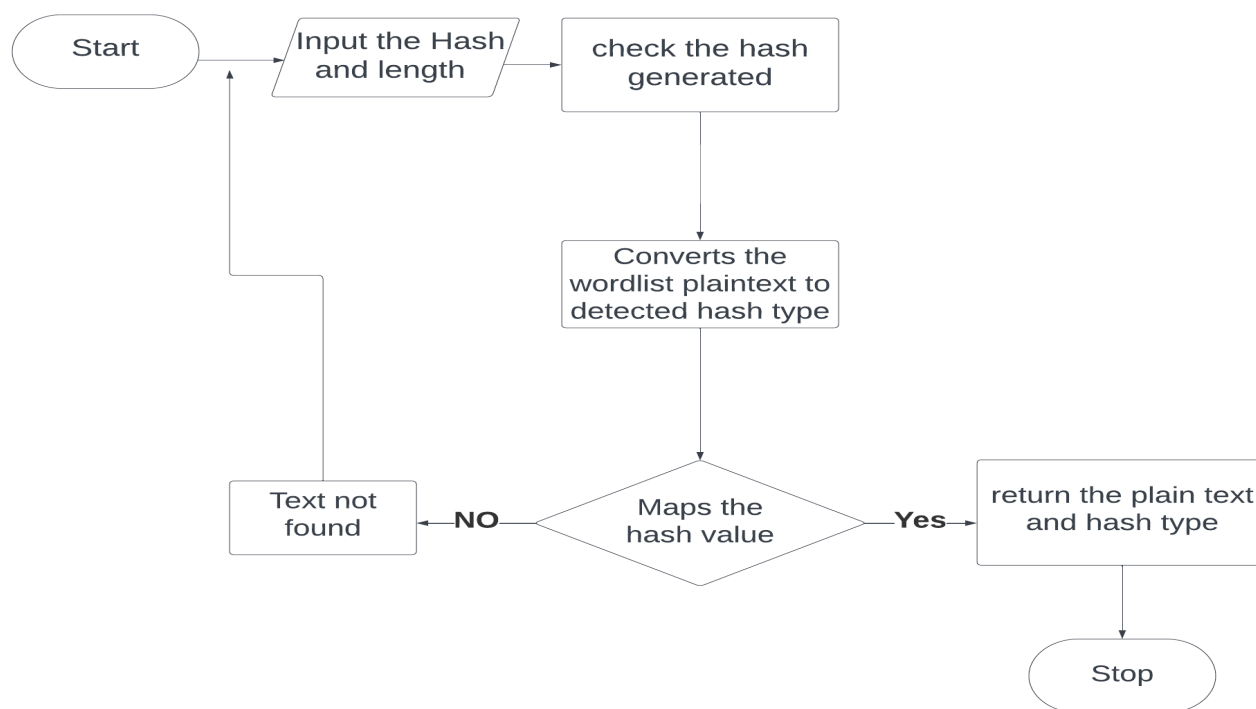 Start
Input the Hash
and length
check the hash
generated
Converts the
wordlist plaintext to
detected hash type
Maps the
hash value
NO
Yes
Text not
found
return the plain text
and hash type
Stop